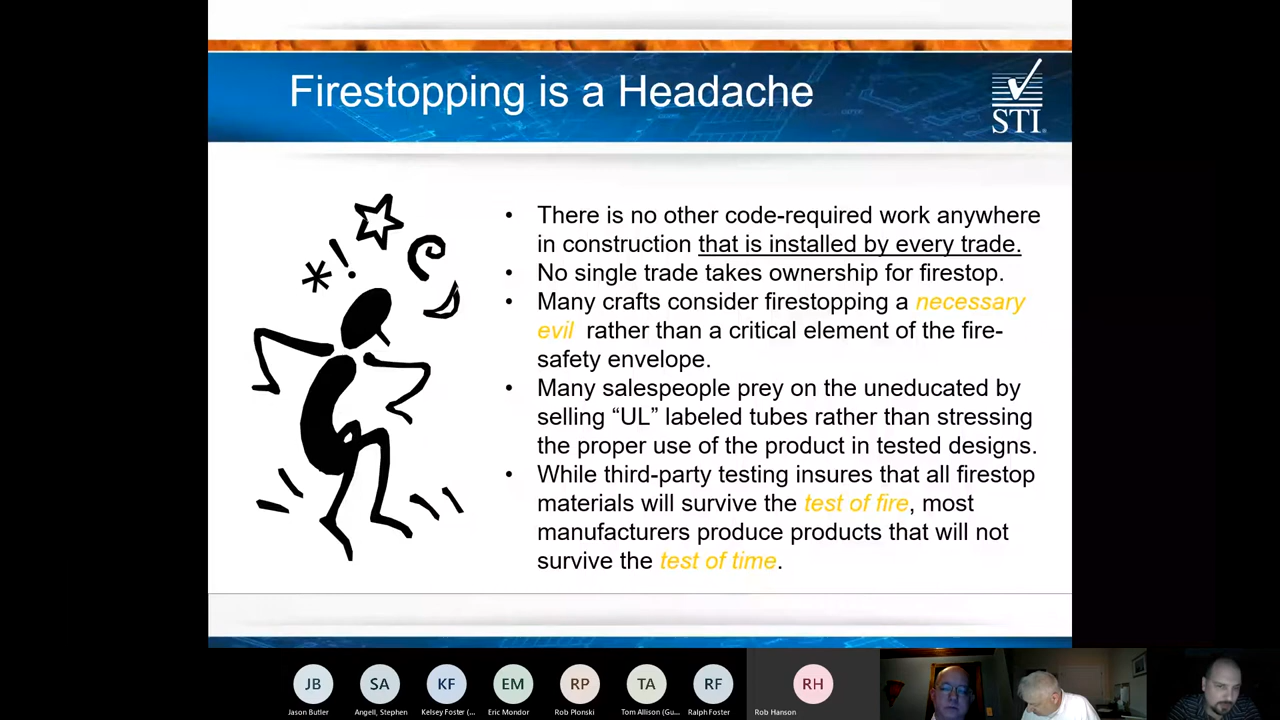 Firestopping is a Headache
STI
• There is no other code-required work anywhere
in construction that is installed by every trade.
• No single trade takes ownership for firestop.
• Many crafts consider firestopping a necessary
evil rather than a critical element of the fire-
safety envelope.
• Many salespeople prey on the uneducated by
selling “UL” labeled tubes rather than stressing
the proper use of the product in tested designs.
• While third-party testing insures that all firestop
materials will survive the test of fire, most
manufacturers produce products that will not
survive the test of time.
JB
SA
KF
EM
RP
TA
RF
RH
Jason Butler
Angell, Stephen
Kelsey Foster (...
Eric Mondor
Rob Plonski
Tom Allison (Gu...
Ralph Foster
Rob Hanson